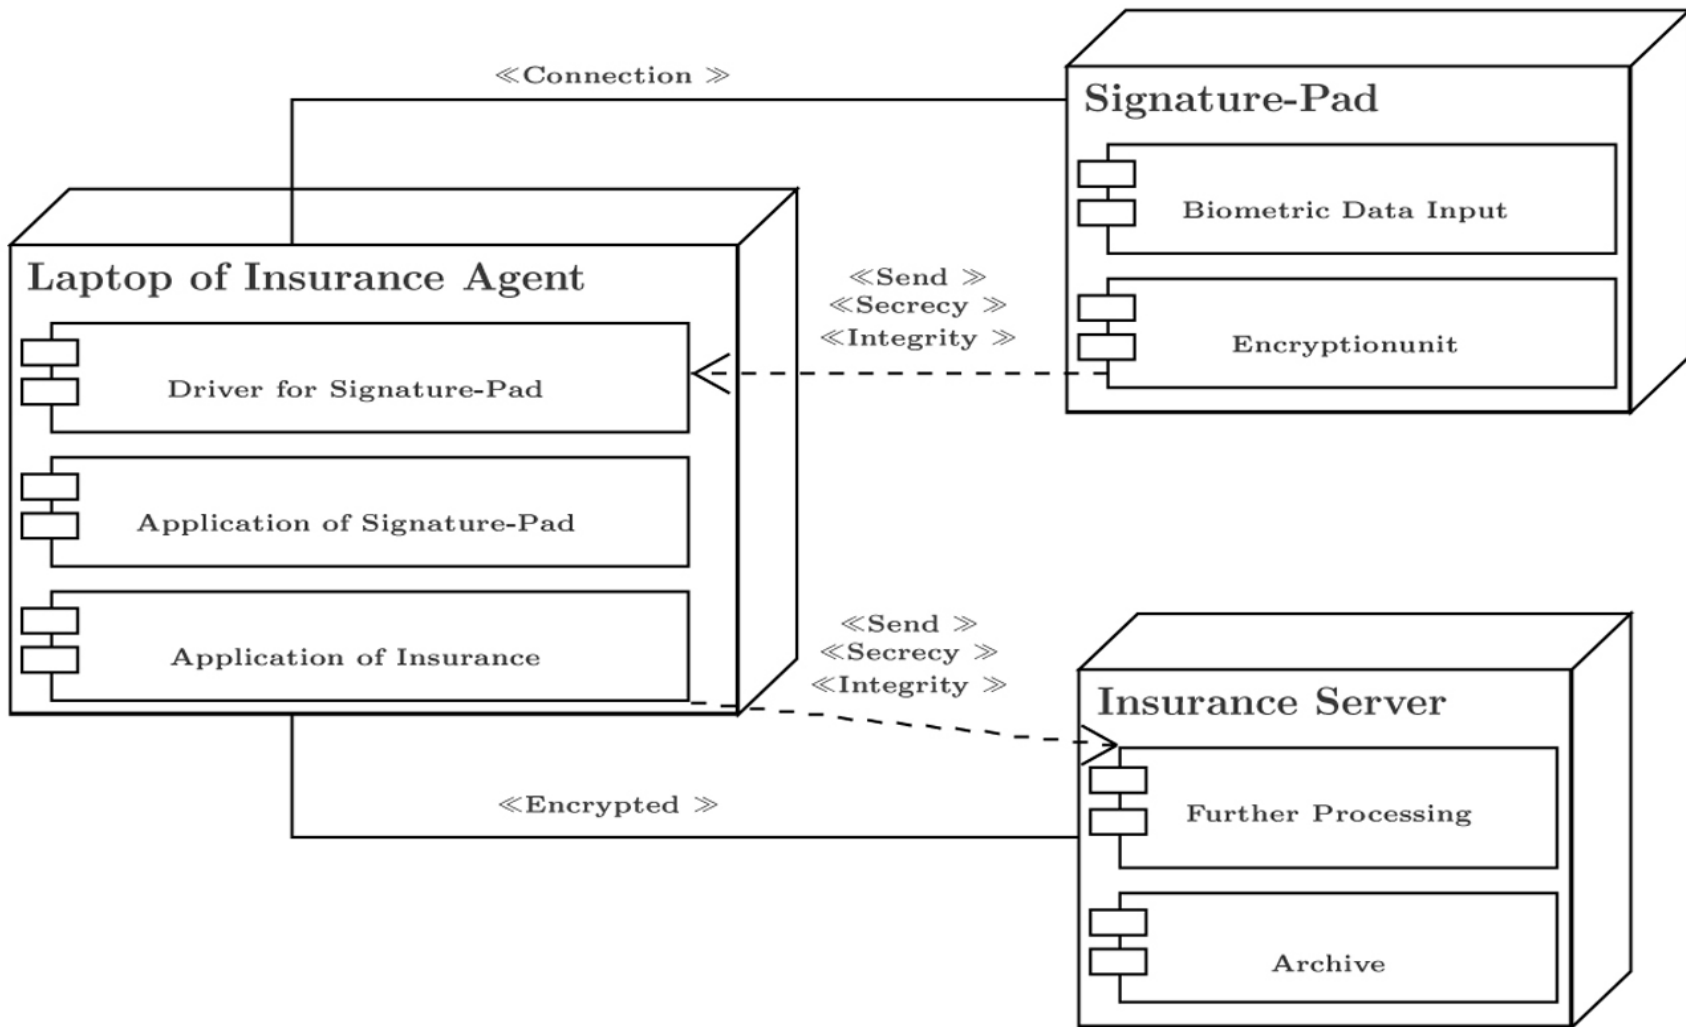 ≪Connection ≫
Signature-Pad
Biometric Data Input
Encryptionunit
Laptop of Insurance Agent
Driver for Signature-Pad
Application of Signature-Pad
Application of Insurance
≪Send ≫
≪Secrecy ≫
≪Integrity ≫
≪Send ≫
≪Secrecy ≫
≪Integrity ≫
≪Encrypted ≫
Insurance Server
Further Processing
Archive